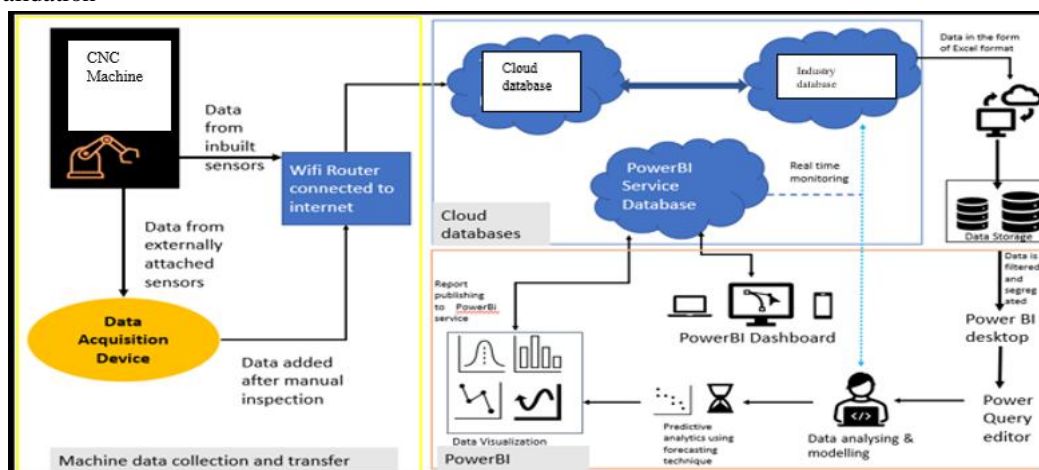 CNC
Machine
Data
from
inbuilt
sensors
Wifi Router
connected to
internet
Data from
externally
attached
sensors
Data
Acquisition
Device
Data added
after manual
inspection
Machine data collection and transfer
Cloud
database
Industry
database
Data in the form
of Excel format
PowerBI
Service
Database
Real time
monitoring
Cloud
databases
Data Storage
Report
publishing
to PowerBi
service
PowerBI Dashboard
Data is
filtered
and
segreg
ated
Power BI
desktop
Power
Query
editor
Data analysing &
modelling
Predictive
analytics using
forecasting
technique
Data Visualization
PowerBI